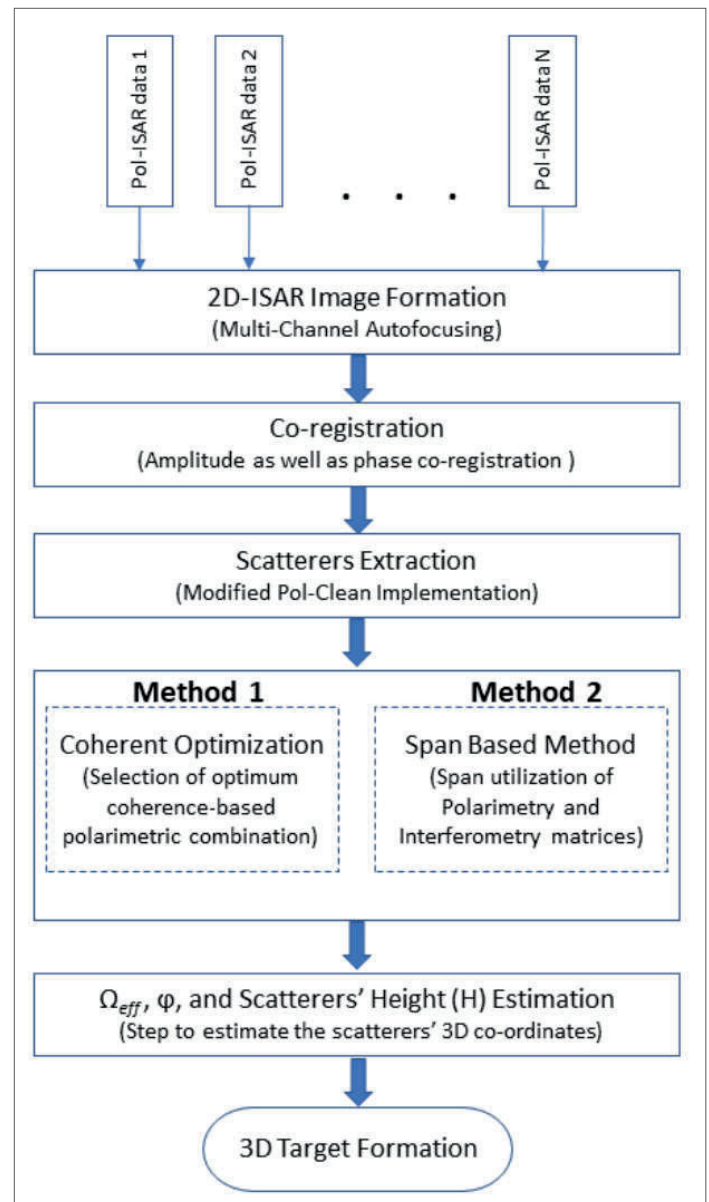 Pol-ISAR data 1
Pol-ISAR data 2
. . .
Pol-ISAR data N
2D-ISAR Image Formation
(Multi-Channel Autofocusing)
Co-registration
(Amplitude as well as phase co-registration )
Scatterers Extraction
(Modified Pol-Clean Implementation)
Method 1
Coherent Optimization
(Selection of optimum
coherence-based
polarimetric combination)
Method 2
Span Based Method
(Span utilization of
Polarimetry and
Interferometry matrices)
Ωeff, φ, and Scatterers’ Height (H) Estimation
(Step to estimate the scatterers’ 3D co-ordinates)
3D Target Formation